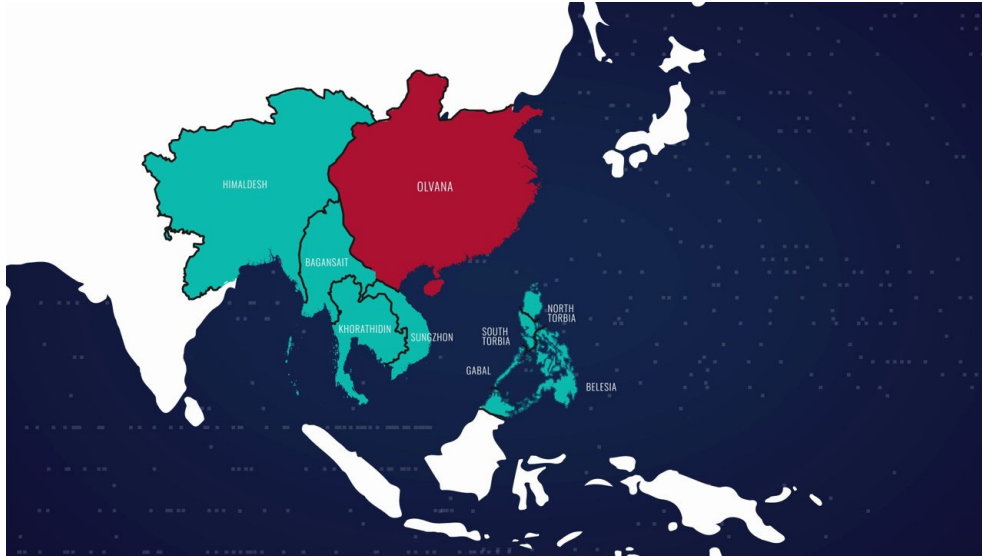 HIMALDESH
OLVANA
BAGANSAIT
KHORATHIDIN
SUNGZHON
NORTH
TORBIA
SOUTH
TORBIA
GABAL
BELESIA